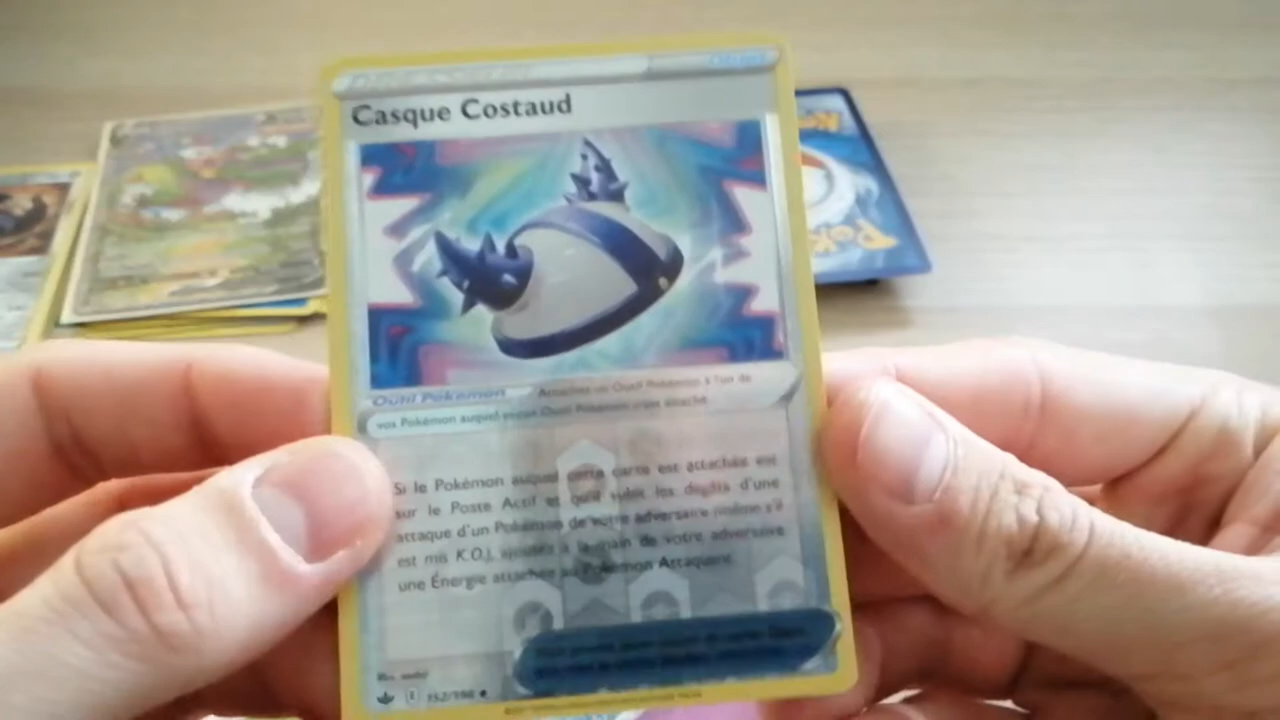 Objet
Casque Costaud
Outil Pokémon Attachez un Outil Pokémon à l'un de
vos Pokémon auquel aucun Outil Pokémon n'est attaché.
Si le Pokémon auquel cette carte est attachée est
sur le Poste Actif et qu'il subit les dégâts d'une
attaque d'un Pokémon de votre adversaire (même s'il
est mis K.O.), ajoutez à la main de votre adversaire
une Énergie attachée au Pokémon Attaquant.
Illus.
E 152/198